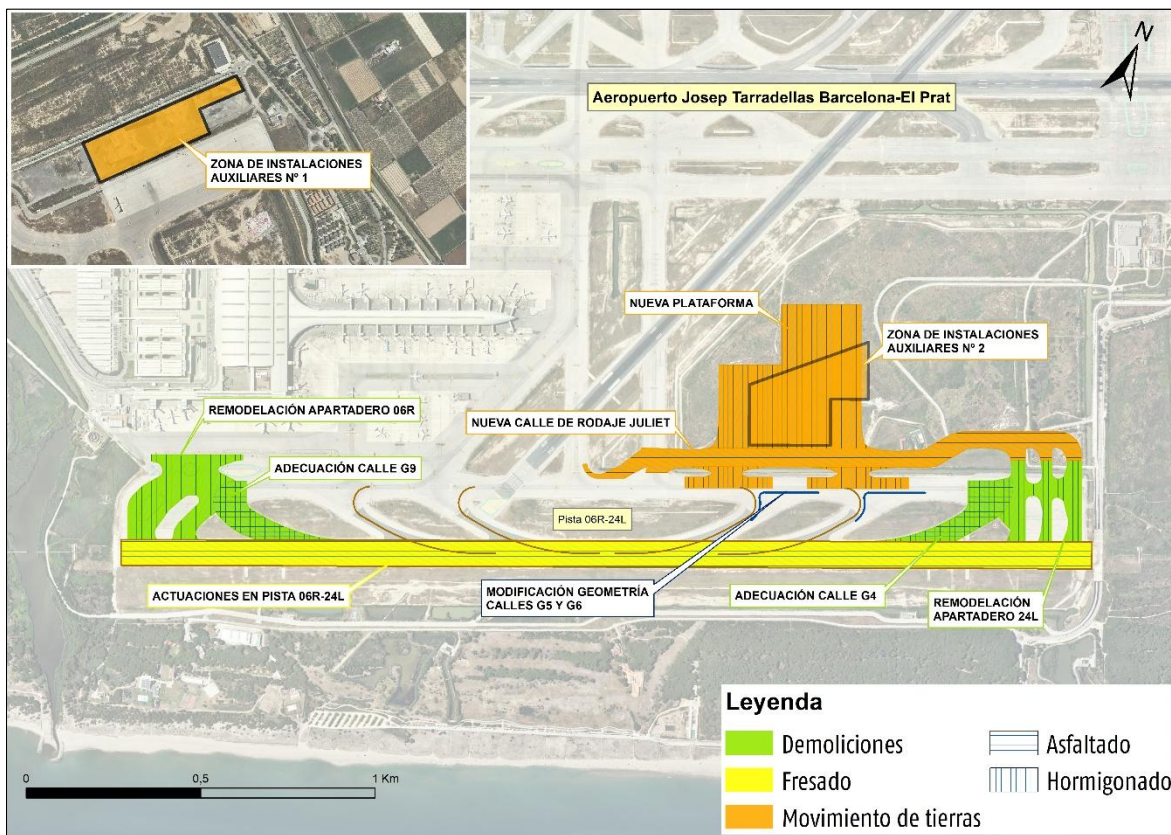 Aeropuerto Josep Tarradellas Barcelona-El Prat
N
ZONA DE INSTALACIONES
AUXILIARES Nº 1
NUEVA PLATAFORMA
ZONA DE INSTALACIONES
AUXILIARES Nº 2
REMODELACIÓN APARTADERO 06R
NUEVA CALLE DE RODAJE JULIET
ADECUACIÓN CALLE G9
Pista 06R-24L
ACTUACIONES EN PISTA 06R-24L
MODIFICACIÓN GEOMETRÍA
CALLES G5 Y G6
ADECUACIÓN CALLE G4
REMODELACIÓN
APARTADERO 24L
Leyenda
Demoliciones
Asfaltado
Fresado
Hormigonado
Movimiento de tierras
0
0,5
1 Km